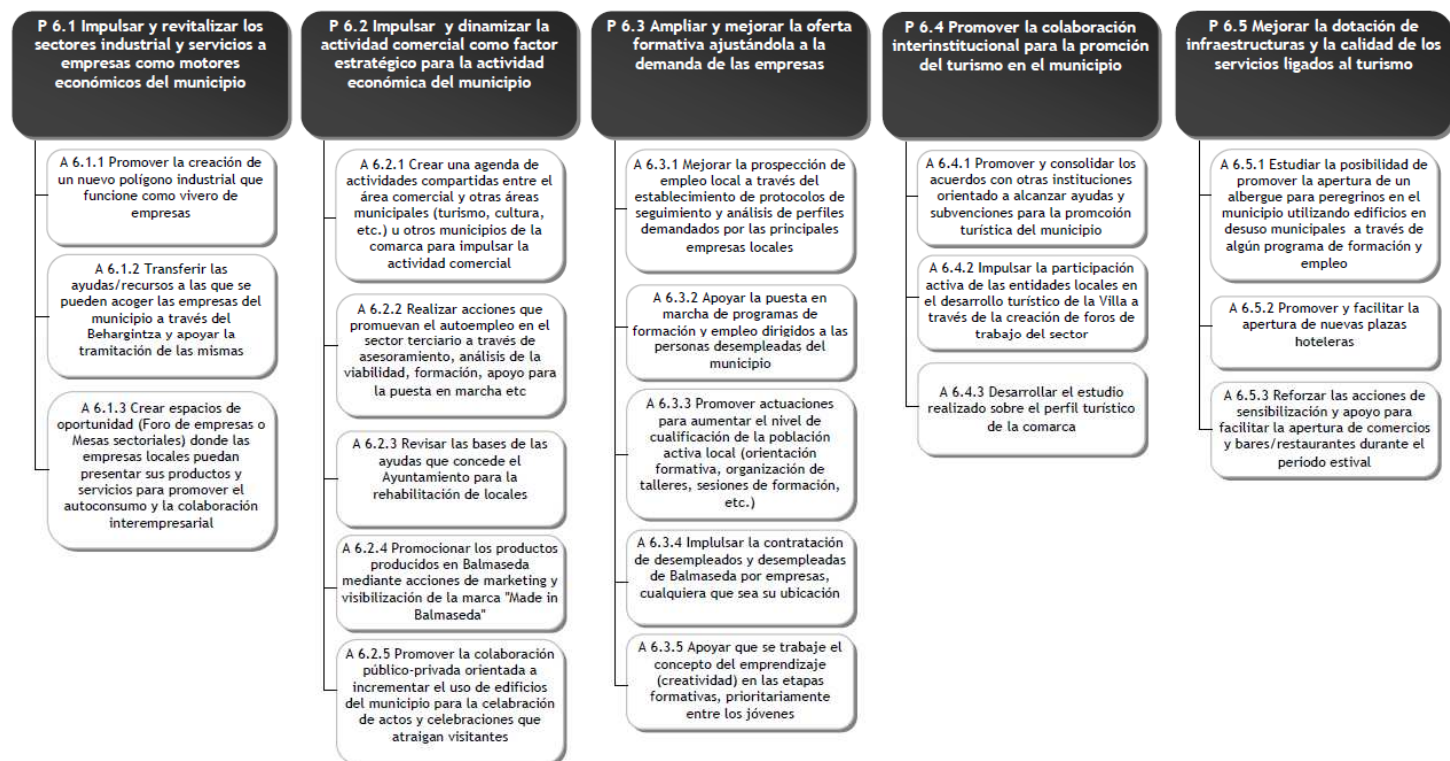 P 6.1 Impulsar y revitalizar los
sectores industrial y servicios a
empresas como motores
económicos del municipio
A 6.1.1 Promover la creación de
un nuevo polígono industrial que
funcione como vivero de
empresas
A 6.1.2 Transferir las
ayudas/recursos a las que se
pueden acoger las empresas del
municipio a través del
Behargintza y apoyar la
tramitación de las mismas
A 6.1.3 Crear espacios de
oportunidad (Foro de empresas o
Mesas sectoriales) donde las
empresas locales puedan
presentar sus productos y
servicios para promover el
autoconsumo y la colaboración
interempresarial
P 6.2 Impulsar y dinamizar la
actividad comercial como factor
estratégico para la actividad
económica del municipio
A 6.2.1 Crear una agenda de
actividades compartidas entre el
área comercial y otras áreas
municipales (turismo, cultura,
etc.) u otros municipios de la
comarca para impulsar la
actividad comercial
A 6.2.2 Realizar acciones que
promuevan el autoempleo en el
sector terciario a través de
asesoramiento, análisis de la
viabilidad, formación, apoyo para
la puesta en marcha etc
A 6.2.3 Revisar las bases de las
ayudas que concede el
Ayuntamiento para la
rehabilitación de locales
A 6.2.4 Promocionar los productos
producidos en Balmaseda
mediante acciones de marketing y
visibilización de la marca "Made in
Balmaseda"
A 6.2.5 Promover la colaboración
público-privada orientada a
incrementar el uso de edificios
del municipio para la celabración
de actos y celebraciones que
atraigan visitantes
P 6.3 Ampliar y mejorar la oferta
formativa ajustándola a la
demanda de las empresas
A 6.3.1 Mejorar la prospección de
empleo local a través del
establecimiento de protocolos de
seguimiento y análisis de perfiles
demandados por las principales
empresas locales
A 6.3.2 Apoyar la puesta en
marcha de programas de
formación y empleo dirigidos a las
personas desempleadas del
municipio
A 6.3.3 Promover actuaciones
para aumentar el nivel de
cualificación de la población
activa local (orientación
formativa, organización de
talleres, sesiones de formación,
etc.)
A 6.3.4 Implulsar la contratación
de desempleados y desempleadas
de Balmaseda por empresas,
cualquiera que sea su ubicación
A 6.3.5 Apoyar que se trabaje el
concepto del emprendizaje
(creatividad) en las etapas
formativas, prioritariamente
entre los jóvenes
P 6.4 Promover la colaboración
interinstitucional para la promción
del turismo en el municipio
A 6.4.1 Promover y consolidar los
acuerdos con otras instituciones
orientado a alcanzar ayudas y
subvenciones para la promcción
turística del municipio
A 6.4.2 Impulsar la participación
activa de las entidades locales en
el desarrollo turístico de la Villa a
través de la creación de foros de
trabajo del sector
A 6.4.3 Desarrollar el estudio
realizado sobre el perfil turístico
de la comarca
P 6.5 Mejorar la dotación de
infraestructuras y la calidad de los
servicios ligados al turismo
A 6.5.1 Estudiar la posibilidad de
promover la apertura de un
albergue para peregrinos en
el municipio utilizando edificios en
desuso municipales a través de
algún programa de formación y
empleo
A 6.5.2 Promover y facilitar la
apertura de nuevas plazas
hoteleras
A 6.5.3 Reforzar las acciones de
sensibilización y apoyo para
facilitar la apertura de comercios
y bares/restaurantes durante el
periodo estival